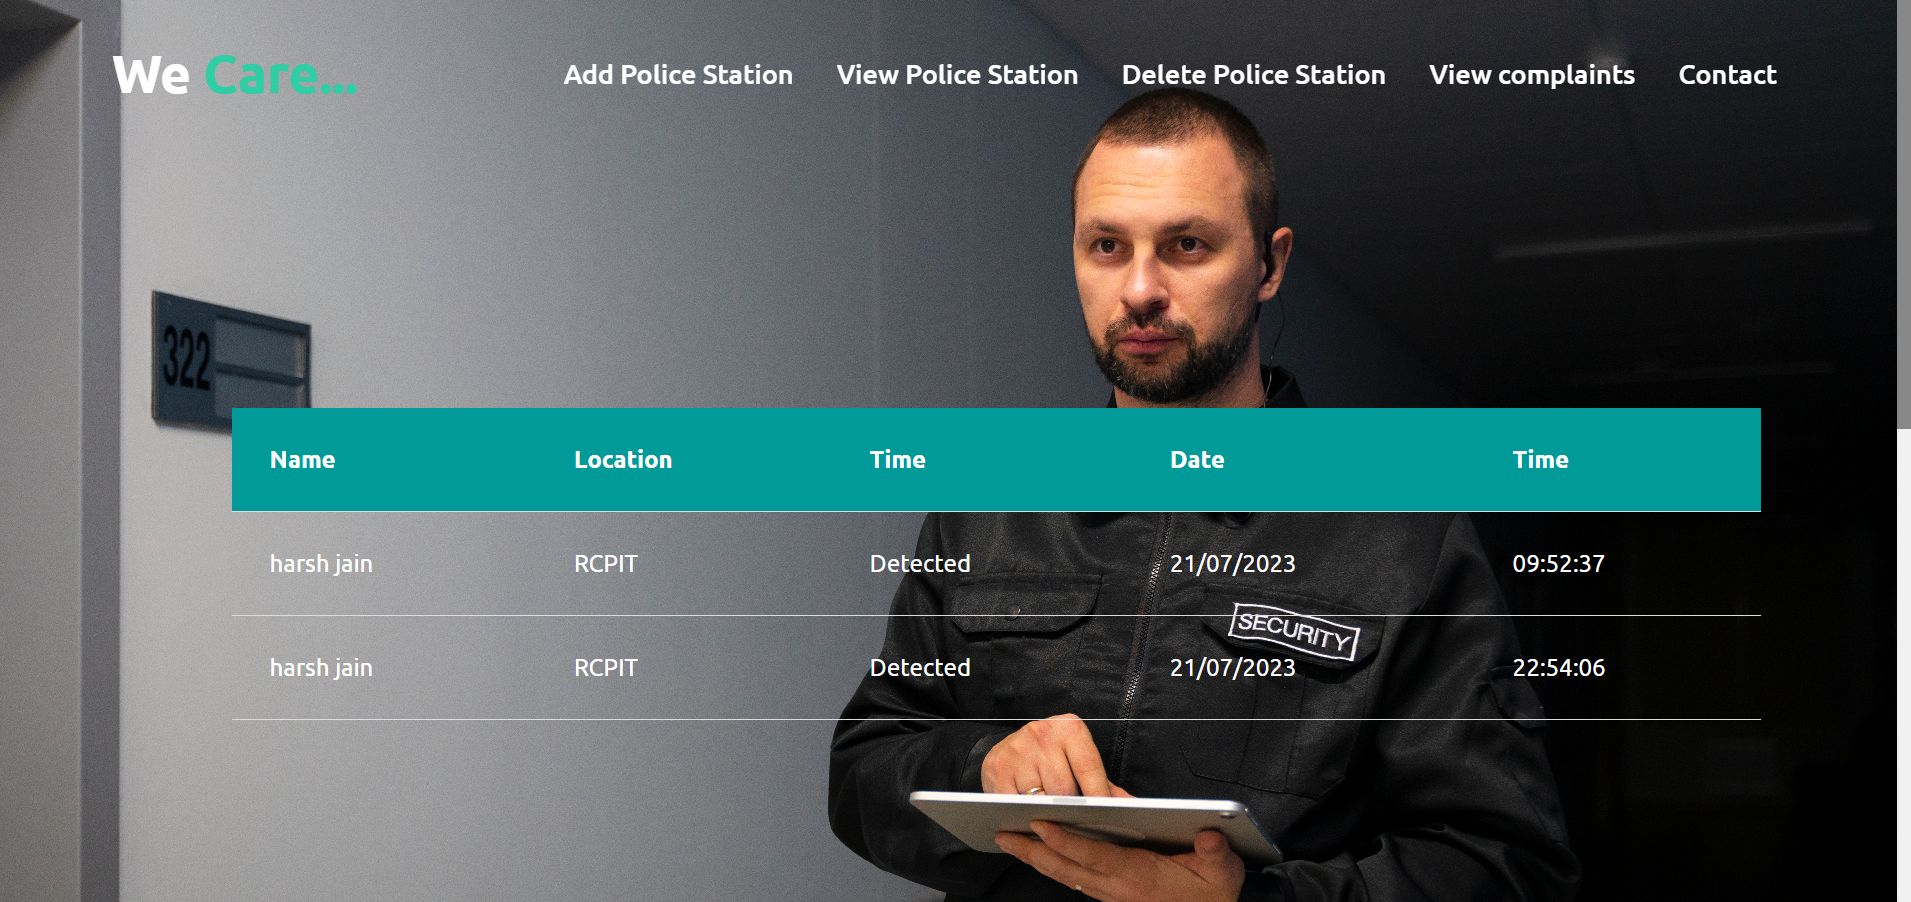 We Care... Add Police Station View Police Station Delete Police Station View complaints Contact
322
Name Location Time Date Time
harsh jain RCPIT Detected 21/07/2023 09:52:37
SECURITY
harsh jain RCPIT Detected 21/07/2023 22:54:06